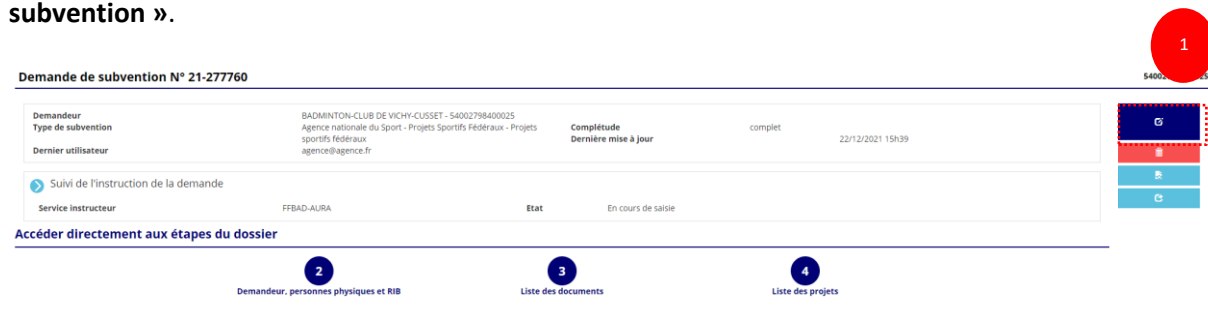 subvention ».
1
Demande de subvention N° 21-277760
Demandeur BADMINTON-CLUB DE VICHY-CUSSET - 54002798400025
Type de subvention Agence nationale du Sport - Projets Sportifs Fédéraux - Projets sportifs fédéraux Complétude complet
Dernière mise à jour 22/12/2021 15h39
Dernier utilisateur agence@agence.fr
Suivi de l'instruction de la demande
Service instructeur FFBAD-AURA Etat En cours de saisie
Accéder directement aux étapes du dossier
2 3 4
Demandeur, personnes physiques et RIB Liste des documents Liste des projets